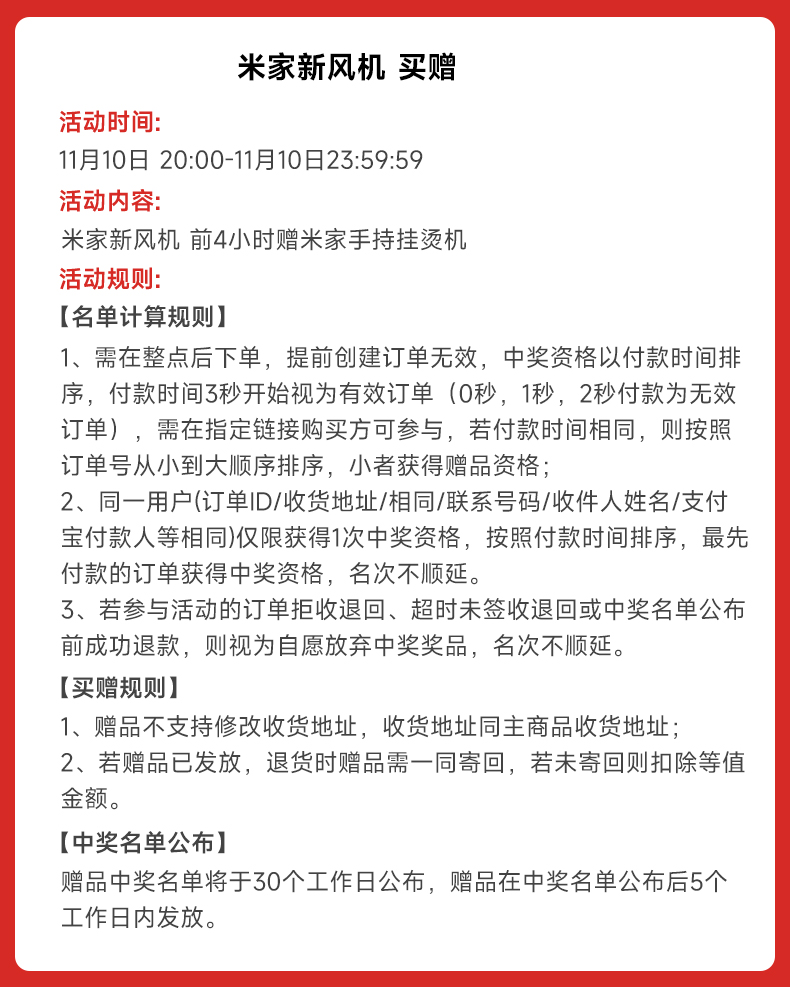 米家新风机 买赠
活动时间:
11月10日 20:00-11月10日23:59:59
活动内容:
米家新风机 前4小时赠米家手持挂烫机
活动规则:
【名单计算规则】
1、需在整点后下单，提前创建订单无效，中奖资格以付款时间排
序，付款时间3秒开始视为有效订单（0秒，1秒，2秒付款为无效
订单），需在指定链接购买方可参与，若付款时间相同，则按照
订单号从小到大顺序排序，小者获得赠品资格；
2、同一用户(订单ID/收货地址/相同/联系号码/收件人姓名/支付
宝付款人等相同)仅限获得1次中奖资格，按照付款时间排序，最先
付款的订单获得中奖资格，名次不顺延。
3、若参与活动的订单拒收退回、超时未签收退回或中奖名单公布
前成功退款，则视为自愿放弃中奖奖品，名次不顺延。
【买赠规则】
1、赠品不支持修改收货地址，收货地址同主商品收货地址；
2、若赠品已发放，退货时赠品需一同寄回，若未寄回则扣除等值
金额。
【中奖名单公布】
赠品中奖名单将于30个工作日公布，赠品在中奖名单公布后5个
工作日内发放。